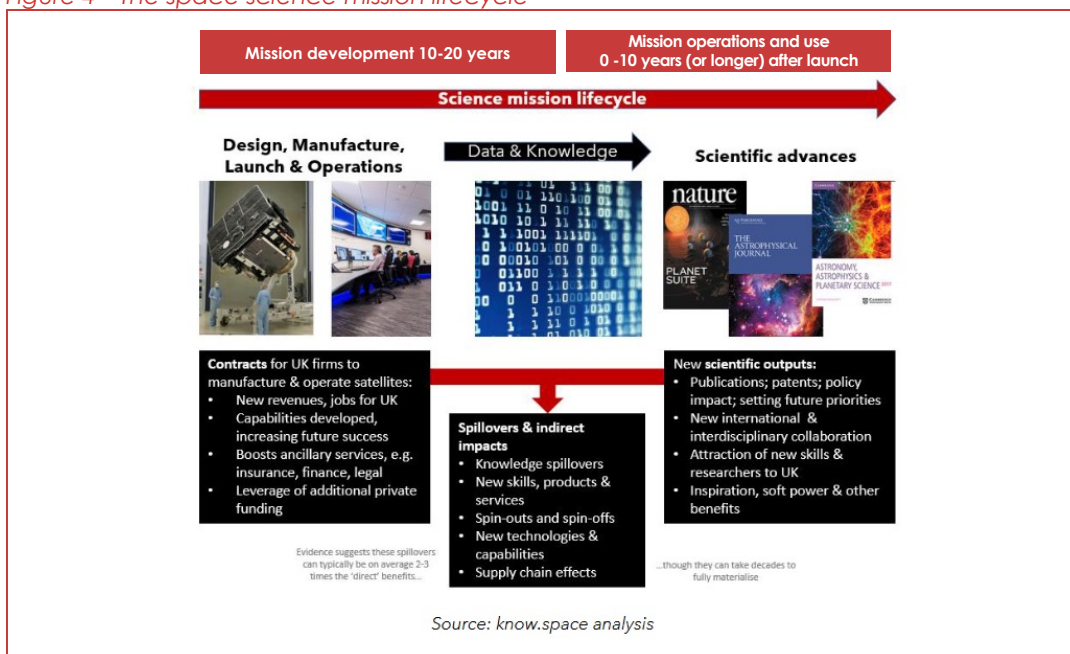 Figure 4 The space science mission lifecycle
Mission development 10-20 years
Mission operations and use
0 -10 years (or longer) after launch
Science mission lifecycle
Design, Manufacture,
Launch & Operations
Data & Knowledge
Scientific advances
nature
PLANET
SUITE
THE
ASTROPHYSICAL
JOURNAL
ASTRONOMY,
ASTROPHYSICS &
PLANETARY SCIENCE
Contracts for UK firms to
manufacture & operate satellites:
• New revenues, jobs for UK
• Capabilities developed,
increasing future success
• Boosts ancillary services, e.g.
insurance, finance, legal
• Leverage of additional private
funding
Spillovers & indirect
impacts
• Knowledge spillovers
• New skills, products &
services
• Spin-outs and spin-offs
• New technologies &
capabilities
• Supply chain effects
New scientific outputs:
• Publications; patents; policy
impact; setting future priorities
• New international &
interdisciplinary collaboration
• Attraction of new skills &
researchers to UK
• Inspiration, soft power & other
benefits
Evidence suggests these spillovers
can typically be on average 2-3
times the 'direct' benefits...
...though they can take decades to
fully materialise
Source: know.space analysis